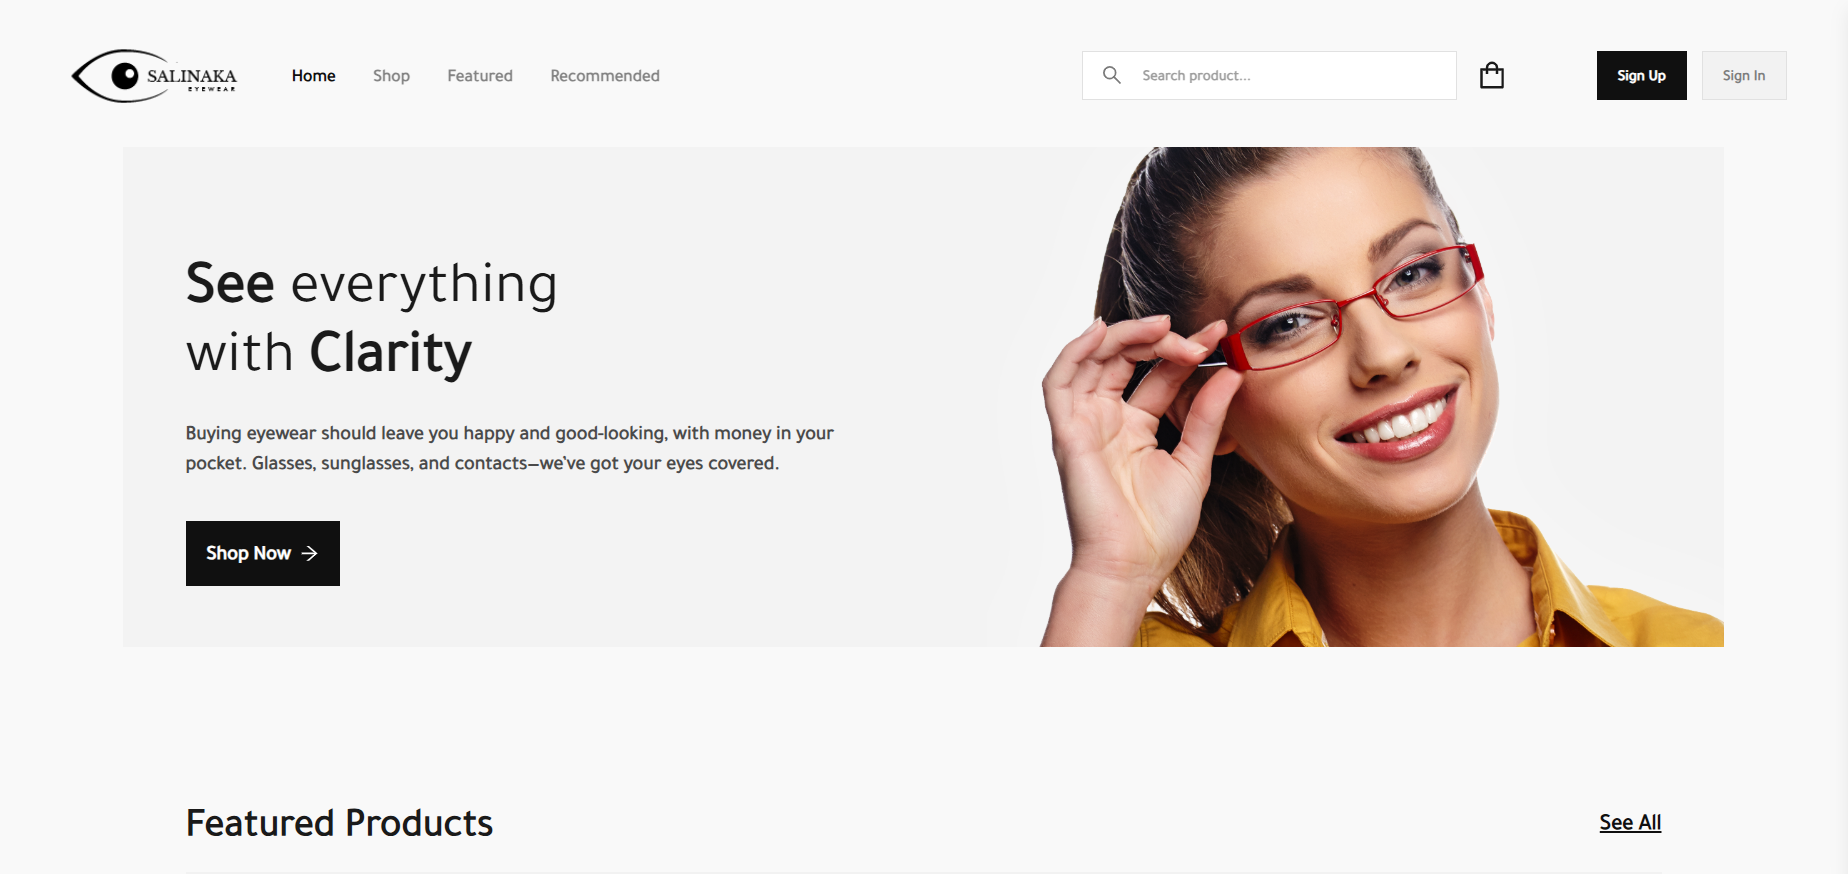 SALINAKA
EYEWEAR
Home
Shop
Featured
Recommended
Search product...
Sign Up
Sign In
See everything
with Clarity
Buying eyewear should leave you happy and good-looking, with money in your
pocket. Glasses, sunglasses, and contacts—we’ve got your eyes covered.
Shop Now
Featured Products
See All